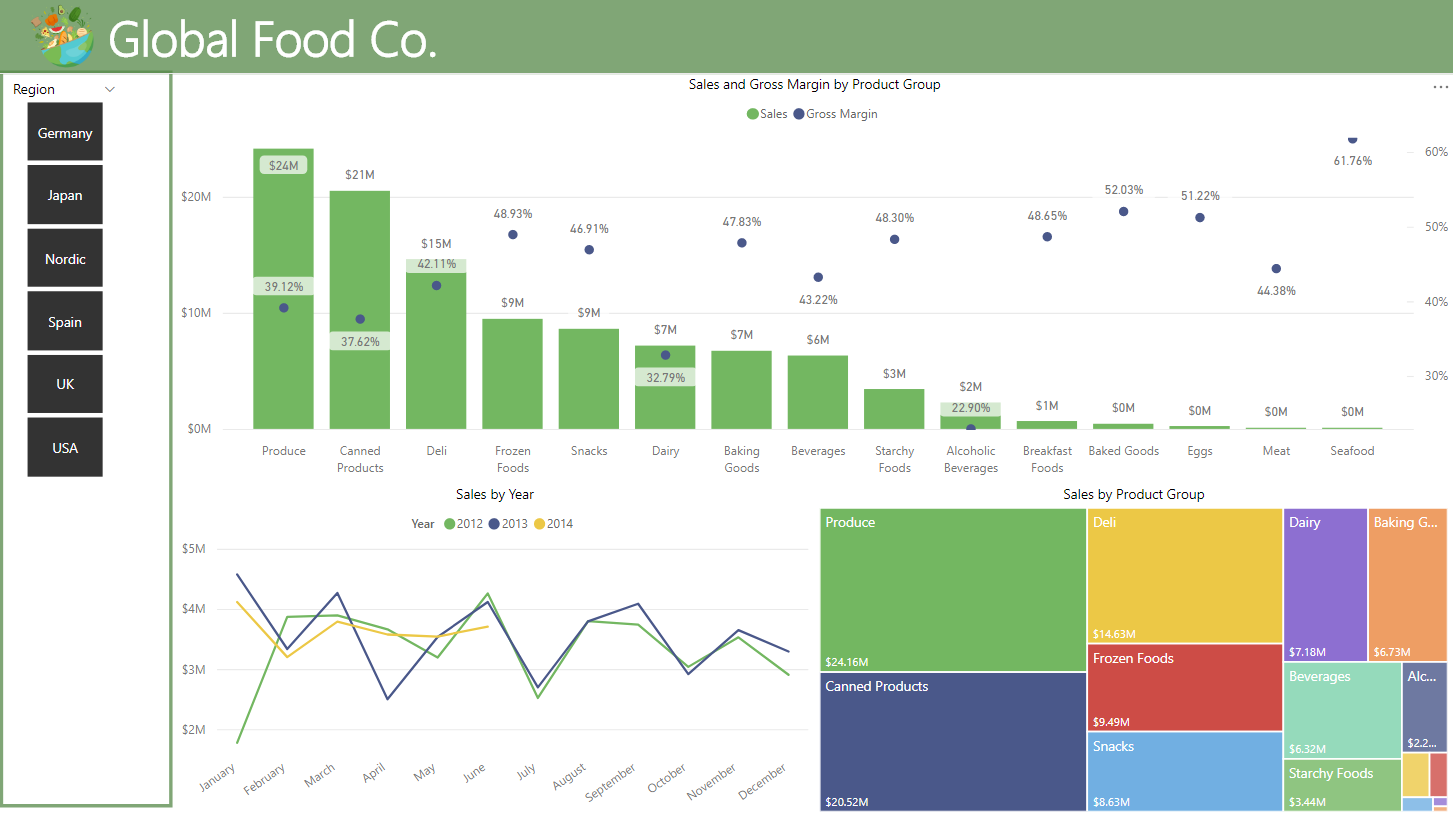 Global Food Co.
Region
Germany
Japan
Nordic
Spain
UK
USA
Sales and Gross Margin by Product Group
Sales Gross Margin
$20M
$10M
$0M
60%
50%
40%
30%
$24M
$21M
$15M
$9M
$9M
$7M
$7M
$6M
$3M
$2M
$1M
$0M
$0M
$0M
$0M
39.12%
37.62%
42.11%
48.93%
46.91%
32.79%
47.83%
43.22%
48.30%
22.90%
48.65%
52.03%
51.22%
44.38%
61.76%
Produce
Canned
Products
Deli
Frozen
Foods
Snacks
Dairy
Baking
Goods
Beverages
Starchy
Foods
Alcoholic
Beverages
Breakfast
Foods
Baked Goods
Eggs
Meat
Seafood
Sales by Year
Year 2012 2013 2014
$5M
$4M
$3M
$2M
January
February
March
April
May
June
July
August
September
October
November
December
Sales by Product Group
Produce
$24.16M
Canned Products
$20.52M
Deli
$14.63M
Frozen Foods
$9.49M
Snacks
$8.63M
Dairy
$7.18M
Baking G...
$6.73M
Beverages
$6.32M
Starchy Foods
$3.44M
Alc...
$2.2...